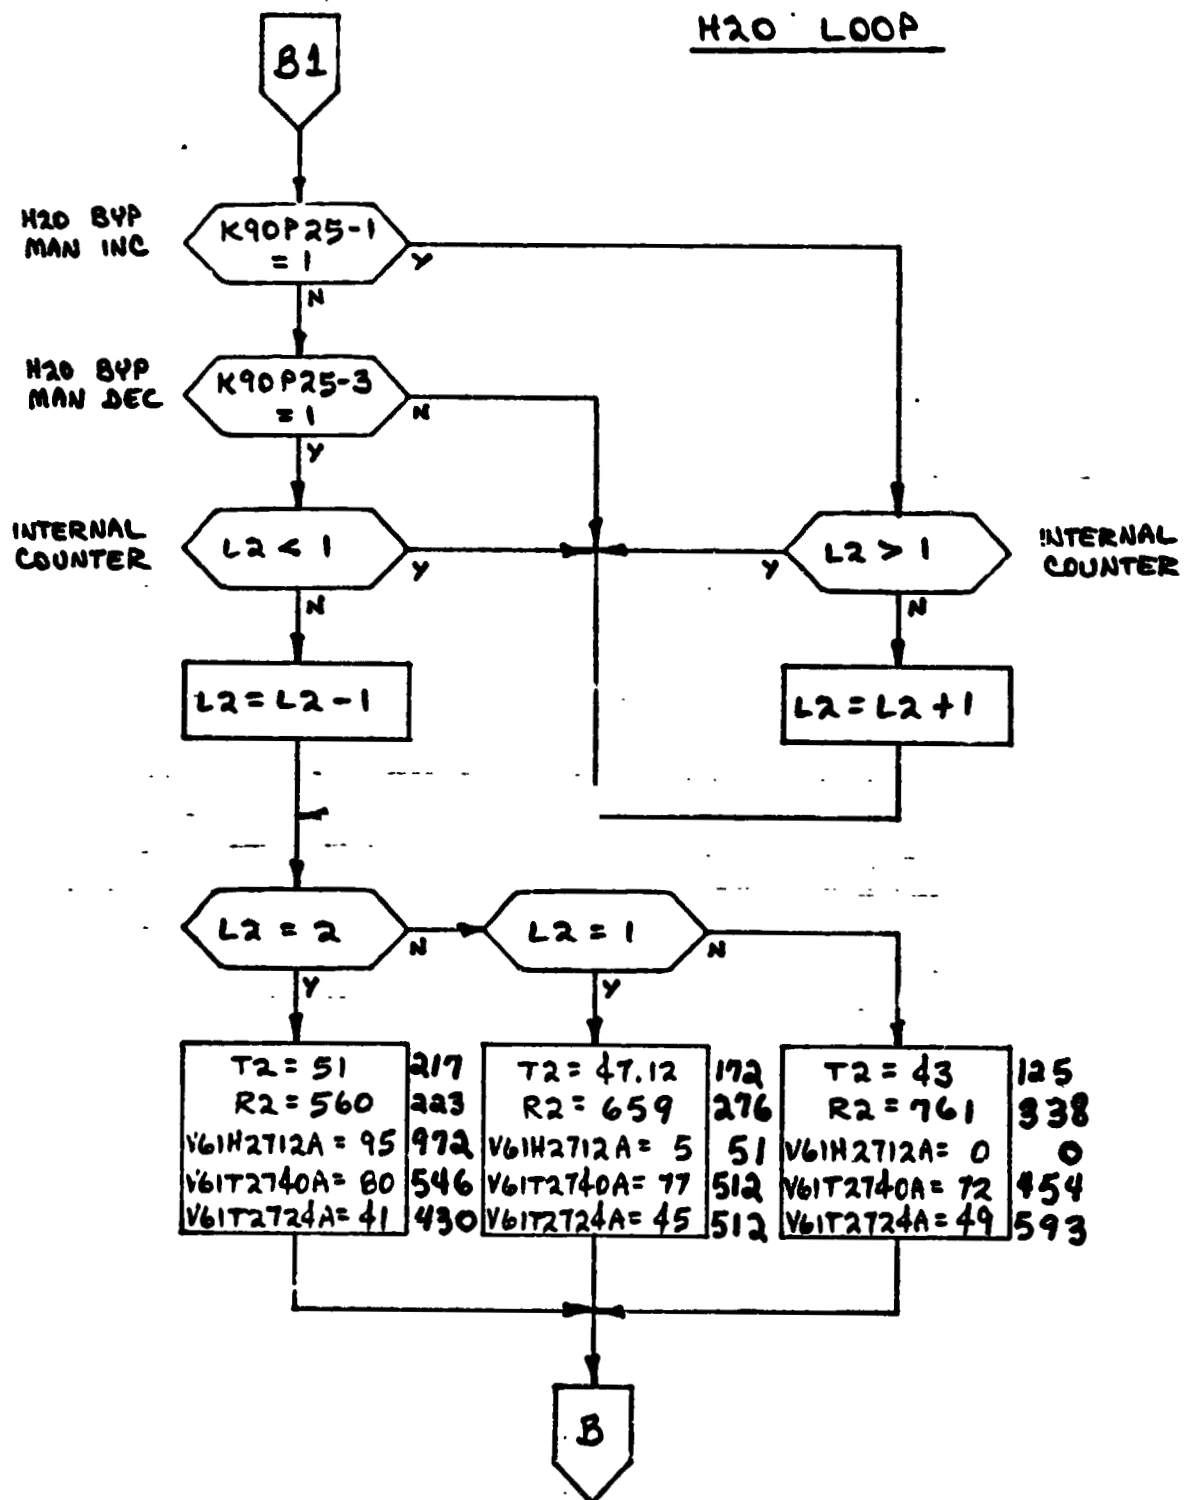 H20 LOOP
B1
H20 BYP
MAN INC
K90P25-1
= 1
Y
N
H20 BYP
MAN DEC
K90P25-3
= 1
N
Y
INTERNAL
COUNTER
L2 < 1
Y
N
L2 > 1
Y
N
INTERNAL
COUNTER
L2 = L2 - 1
L2 = L2 + 1
L2 = 2
N
Y
L2 = 1
N
Y
T2 = 51 217
R2 = 560 223
V61H2712A = 95 972
V61T2740A = 80 546
V61T2724A = 41 430
T2 = 47.12 172
R2 = 659 276
V61H2712A = 5 51
V61T2740A = 77 512
V61T2724A = 45 512
T2 = 43 125
R2 = 761 338
V61H2712A = 0 0
V61T2740A = 72 454
V61T2724A = 49 593
B